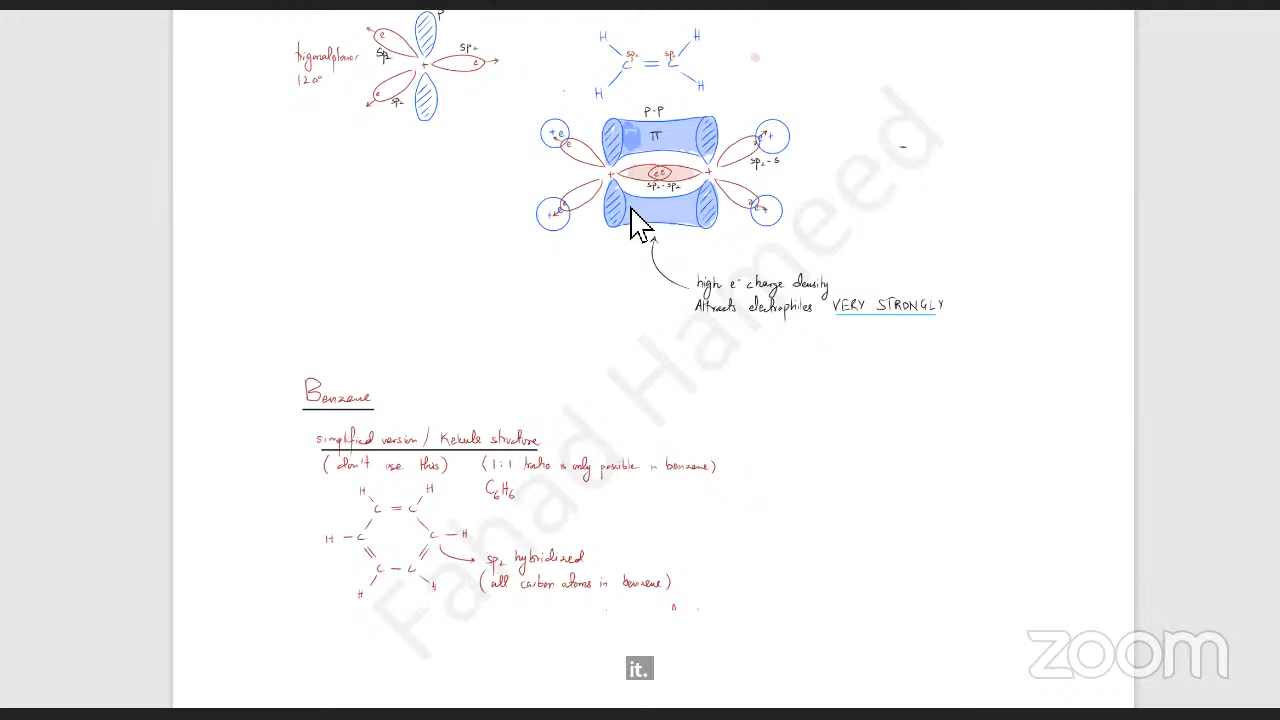 p
sp2
sp2
e
e
trigonal planar
120°
e
sp2
H
H
sp2
sp2
C = C
H
H
p-p
π
+e
e
e
e
+
sp2-s
+
ee
+
sp2-sp2
+e
e
e
e
+
high e⁻ charge density
Attracts electrophiles VERY STRONGLY
Benzene
simplified version / Kekule structure
(don't use this) (1:1 ratio is only possible in benzene)
C6H6
H
H
C = C
H - C
C - H
C - C
H
H
sp2 hybridized
(all carbon atoms in benzene)
Fahad Hameed
it.
zoom